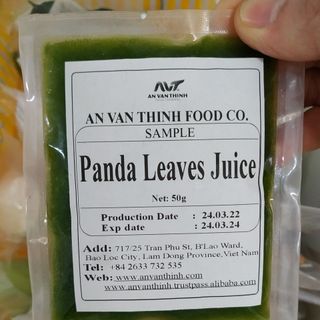 AVT
AN VAN THINH
AN VAN THINH FOOD CO.
SAMPLE
Panda Leaves Juice
Net: 50g
Production Date : 24.03.22
Exp date : 24.03.24
Add: 717/25 Tran Phu St, B'Lao Ward,
Bao Loc City, Lam Dong Province,Viet Nam
Tel: +84 2633 732 535
Web: www.anvanthinh.com
www.anvanthinh.trustpass.alibaba.com